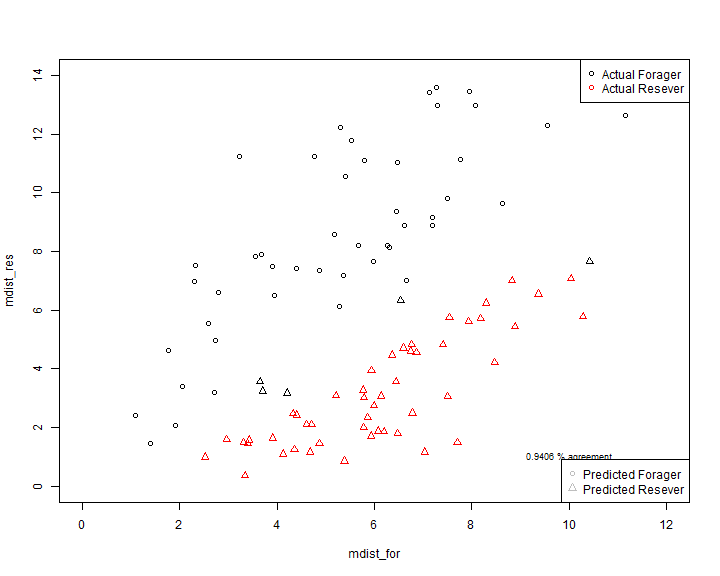 Actual Forager
Actual Resever
14
12
10
8
6
4
2
0
mdist_res
0.9406 % agreement
Predicted Forager
Predicted Resever
0 2 4 6 8 10 12
mdist_for